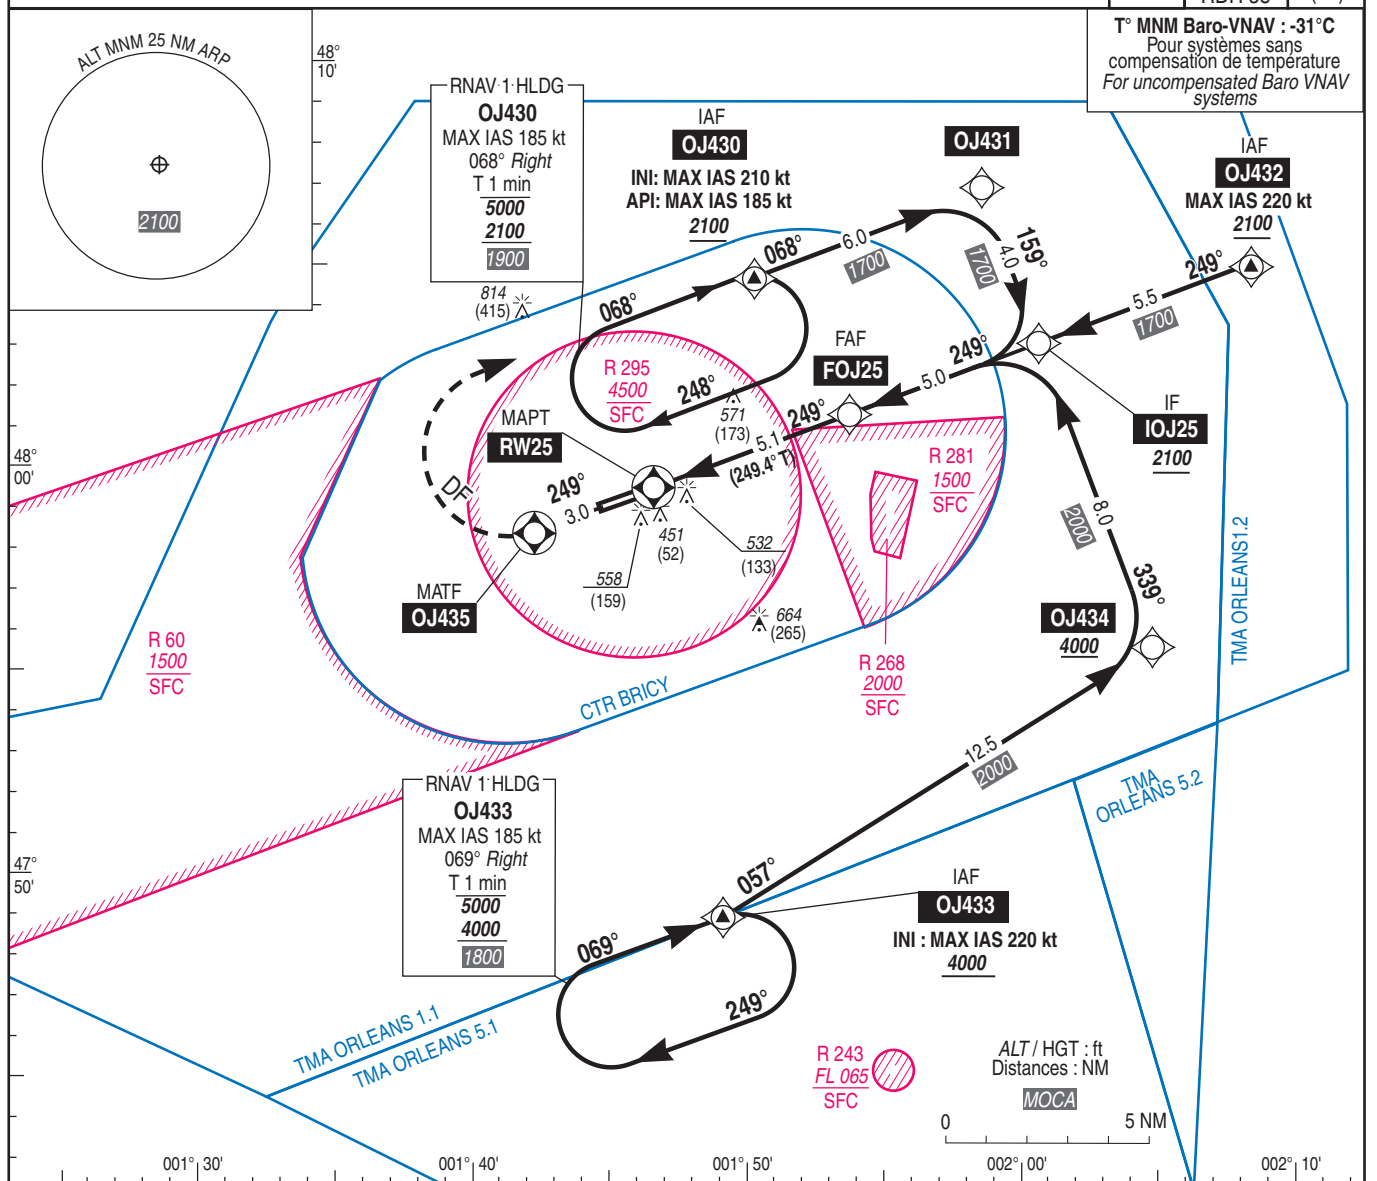 T° MNM Baro-VNAV : -31°C
Pour systèmes sans
compensation de température
For uncompensated Baro VNAV
systems
ALT MNM 25 NM ARP
2100
48°
10'
RNAV 1 HLDG
OJ430
MAX IAS 185 kt
068° Right
T 1 min
5000
2100
1900
IAF
OJ430
INI: MAX IAS 210 kt
API: MAX IAS 185 kt
2100
OJ431
IAF
OJ432
MAX IAS 220 kt
2100
068°
6.0
1700
159°
4.0
1700
249°
5.5
1700
814
(415)
068°
R 295
4500
SFC
248°
571
(173)
FAF
FOJ25
249°
5.0
249°
5.1
(249.4° T)
IF
IOJ25
2100
MAPT
RW25
48°
00'
DF
249°
3.0
451
(52)
532
(133)
558
(159)
664
(265)
R 281
1500
SFC
R 268
2000
SFC
8.0
2000
339°
TMA ORLEANS1.2
MATF
OJ435
OJ434
4000
R 60
1500
SFC
CTR BRICY
12.5
2000
TMA
ORLEANS 5.2
RNAV 1 HLDG
OJ433
MAX IAS 185 kt
069° Right
T 1 min
5000
4000
1800
47°
50'
057°
IAF
OJ433
INI : MAX IAS 220 kt
4000
069°
249°
TMA ORLEANS 1.1
TMA ORLEANS 5.1
R 243
FL 065
SFC
ALT / HGT : ft
Distances : NM
MOCA
0 5 NM
001° 30' 001° 40' 001° 50' 002° 00' 002° 10'